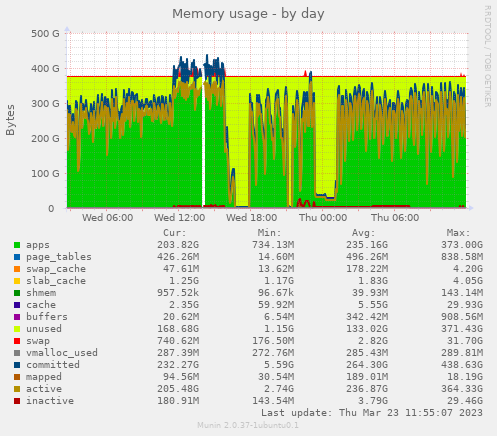 Memory usage - by day
RRDTOOL / TOBI OETIKER
Bytes
500 G
400 G
300 G
200 G
100 G
0
Wed 06:00 Wed 12:00 Wed 18:00 Thu 00:00 Thu 06:00
Cur: Min: Avg: Max:
apps 203.82G 734.13M 235.16G 373.00G
page_tables 426.26M 14.60M 496.26M 838.58M
swap_cache 47.61M 13.62M 178.22M 4.20G
slab_cache 1.25G 1.17G 1.83G 4.05G
shmem 957.52k 96.67k 39.93M 143.14M
cache 2.35G 59.92M 5.55G 29.93G
buffers 20.62M 6.54M 342.42M 908.56M
unused 168.68G 1.15G 133.02G 371.43G
swap 740.62M 176.50M 2.82G 31.70G
vmalloc_used 287.39M 272.76M 285.43M 289.81M
committed 232.27G 5.59G 264.30G 438.63G
mapped 94.56M 30.54M 189.01M 18.19G
active 205.48G 2.74G 236.87G 364.33G
inactive 180.91M 143.54M 3.79G 29.46G
Last update: Thu Mar 23 11:55:07 2023
Munin 2.0.37-1ubuntu0.1